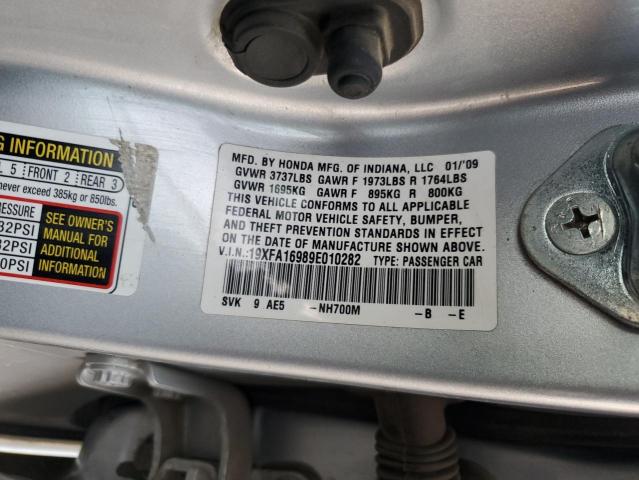 G INFORMATION
L 5 FRONT 2 REAR 3
never exceed 385kg or 850lbs.
PRESSURE
32PSI
32PSI
0PSI
SEE OWNER'S
MANUAL FOR
ADDITIONAL
INFORMATION
MFD. BY HONDA MFG. OF INDIANA, LLC 01/'09
GVWR 3737LBS GAWR F 1973LBS R 1764LBS
GVWR 1695KG GAWR F 895KG R 800KG
THIS VEHICLE CONFORMS TO ALL APPLICABLE
FEDERAL MOTOR VEHICLE SAFETY, BUMPER,
AND THEFT PREVENTION STANDARDS IN EFFECT
ON THE DATE OF MANUFACTURE SHOWN ABOVE.
V.I.N.:19XFA16989E010282 TYPE: PASSENGER CAR
SVK 9 AE5 -NH700M -B -E